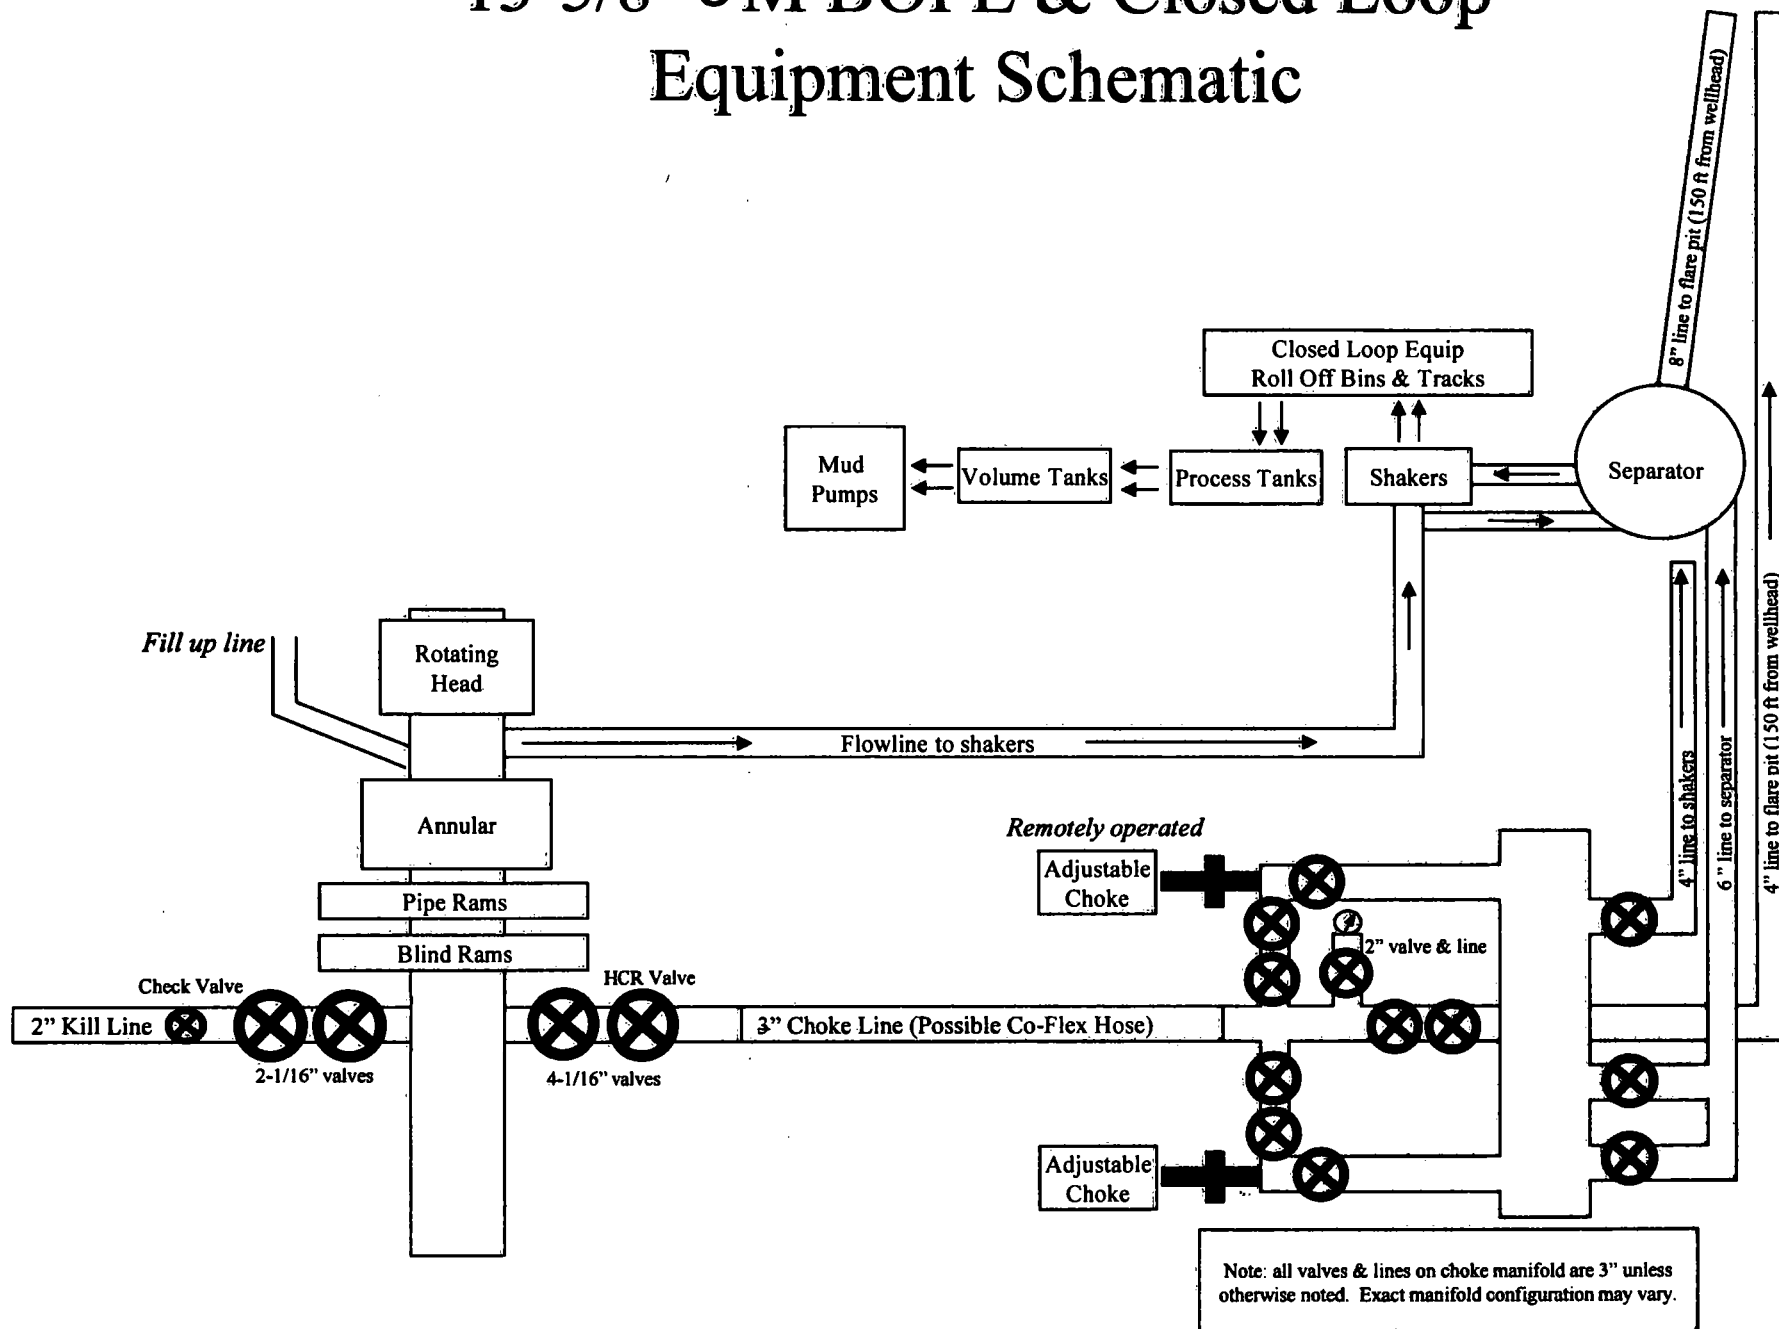 BOPE & Closed Loop
Equipment Schematic
8” line to flare pit (150 ft from wellhead)
Closed Loop Equip
Roll Off Bins & Tracks
Mud
Pumps
Volume Tanks
Process Tanks
Shakers
Separator
Fill up line
Rotating
Head
Flowline to shakers
4” line to shakers
6” line to separator
4” line to flare pit (150 ft from wellhead)
Annular
Remotely operated
Adjustable
Choke
Pipe Rams
Blind Rams
2” valve & line
Check Valve
HCR Valve
2” Kill Line
3” Choke Line (Possible Co-Flex Hose)
2-1/16” valves
4-1/16” valves
Adjustable
Choke
Note: all valves & lines on choke manifold are 3” unless
otherwise noted. Exact manifold configuration may vary.